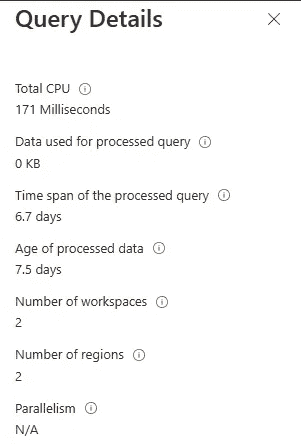 Query Details
Total CPU
171 Milliseconds
Data used for processed query
0 KB
Time span of the processed query
6.7 days
Age of processed data
7.5 days
Number of workspaces
2
Number of regions
2
Parallelism
N/A